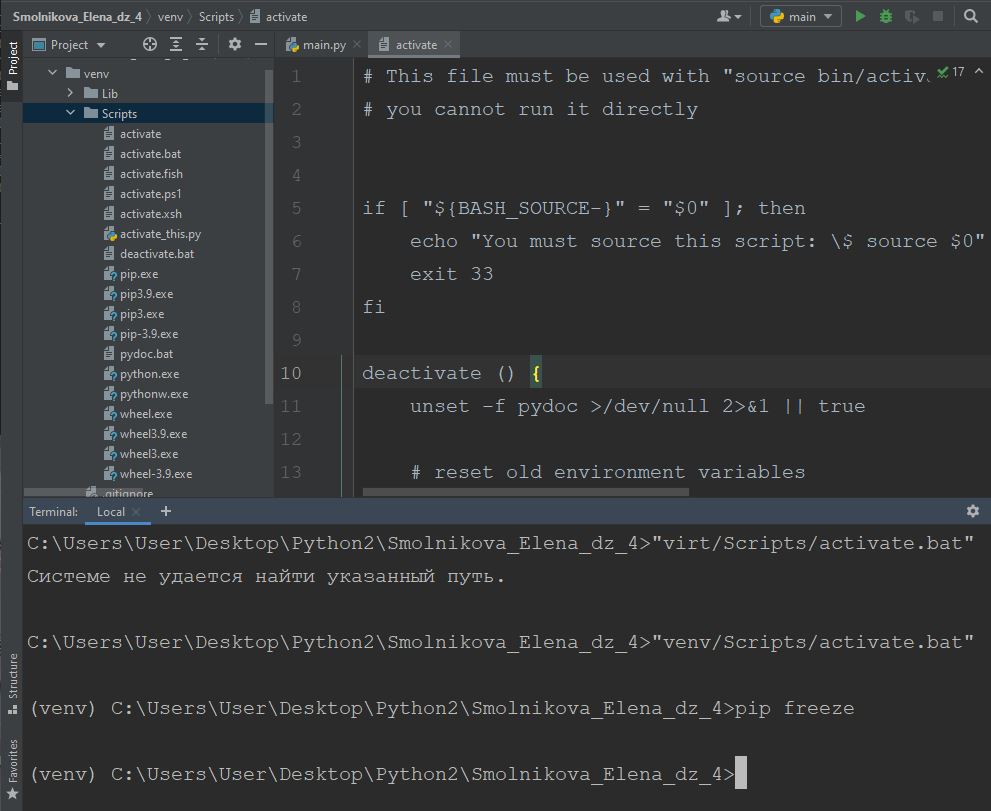 Smolnikova_Elena_dz_4 venv Scripts activate
main
Project
Project
main.py
activate
venv
Lib
Scripts
activate
activate.bat
activate.fish
activate.ps1
activate.xsh
activate_this.py
deactivate.bat
pip.exe
pip3.9.exe
pip3.exe
pip-3.9.exe
pydoc.bat
python.exe
pythonw.exe
wheel.exe
wheel3.9.exe
wheel3.exe
wheel-3.9.exe
.gitignore
17
1 # This file must be used with "source bin/activ
2 # you cannot run it directly
3
4
5 if [ "${BASH_SOURCE-}" = "$0" ]; then
6 echo "You must source this script: \$ source $0"
7 exit 33
8 fi
9
10 deactivate () {
11 unset -f pydoc >/dev/null 2>&1 || true
12
13 # reset old environment variables
Terminal: Local +
C:\Users\User\Desktop\Python2\Smolnikova_Elena_dz_4>"virt/Scripts/activate.bat"
Системе не удается найти указанный путь.
C:\Users\User\Desktop\Python2\Smolnikova_Elena_dz_4>"venv/Scripts/activate.bat"
(venv) C:\Users\User\Desktop\Python2\Smolnikova_Elena_dz_4>pip freeze
(venv) C:\Users\User\Desktop\Python2\Smolnikova_Elena_dz_4>
Structure
Favorites